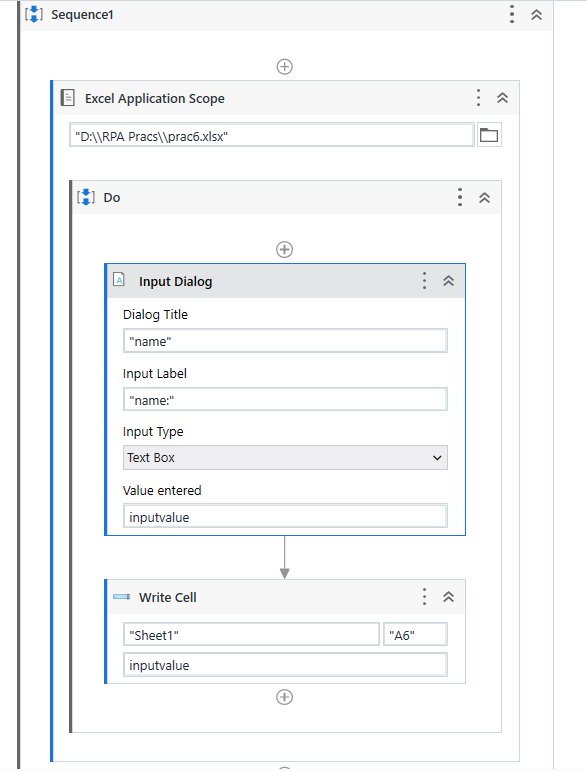 Sequence1
Excel Application Scope
"D:\\RPA Pracs\\prac6.xlsx"
Do
Input Dialog
Dialog Title
"name"
Input Label
"name:"
Input Type
Text Box
Value entered
inputvalue
Write Cell
"Sheet1" "A6"
inputvalue